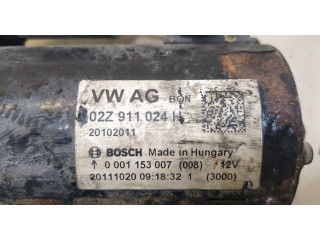 VW AG BQN
02Z 911 024 H
20102011
BOSCH Made in Hungary
↑ 0 001 153 007 (008) 12V
20111020 09:18:32 1 (3000)